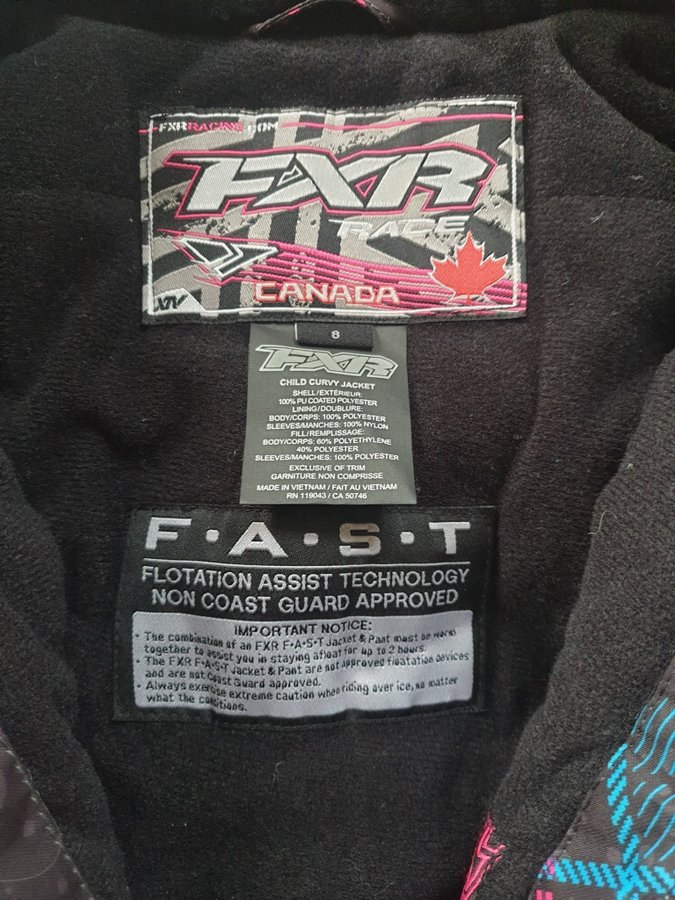 FXRRACING.COM
FXR
RACE
CANADA
XIV
8
FXR
CHILD CURVY JACKET
SHELL/EXTÉRIEUR:
100% PU COATED POLYESTER
LINING/DOUBLURE:
BODY/CORPS: 100% POLYESTER
SLEEVES/MANCHES: 100% NYLON
FILL/REMPLISSAGE:
BODY/CORPS: 60% POLYETHYLENE
40% POLYESTER
SLEEVES/MANCHES: 100% POLYESTER
EXCLUSIVE OF TRIM
GARNITURE NON COMPRISE
MADE IN VIETNAM / FAIT AU VIETNAM
RN 119043 / CA 50746
F•A•S•T
FLOTATION ASSIST TECHNOLOGY
NON COAST GUARD APPROVED
IMPORTANT NOTICE:
• The combination of an FXR F•A•S•T Jacket & Pant must be worn
together to assist you in staying afloat for up to 2 hours.
• The FXR F•A•S•T Jacket & Pant are not approved floatation devices
and are not Coast Guard approved.
• Always exercise extreme caution when riding over ice, no matter
what the conditions.